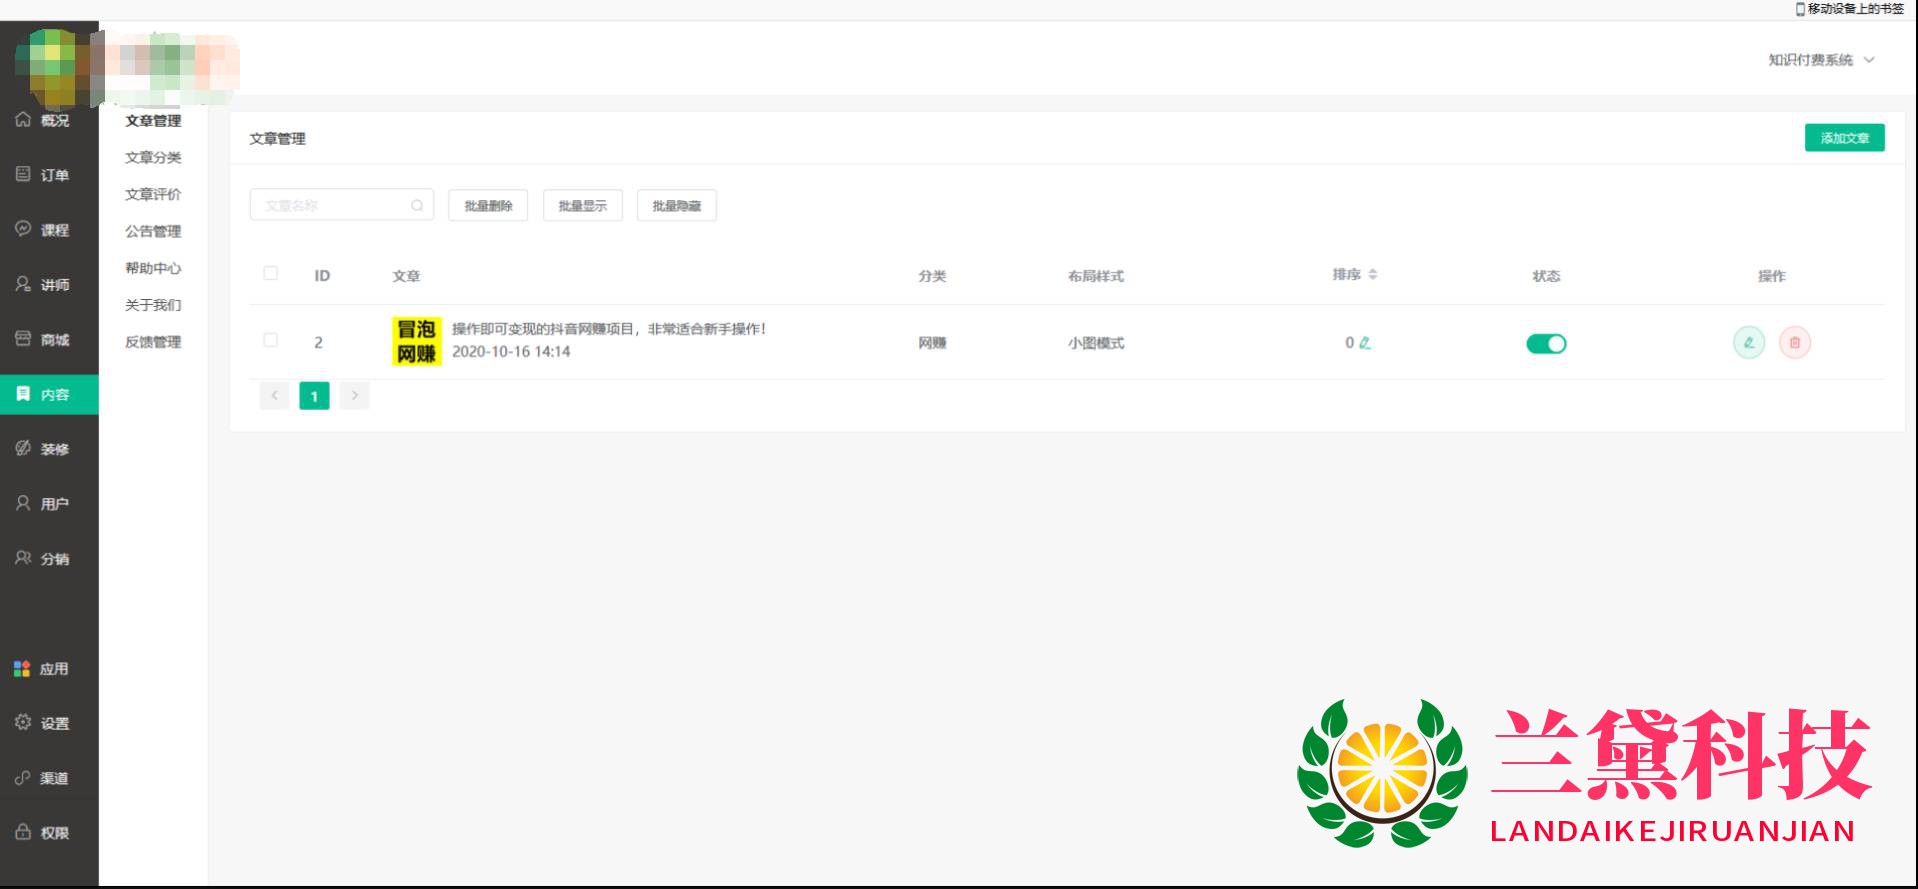 移动设备上的书签
知识付费系统
概况
订单
课程
讲师
商城
内容
装修
用户
分销
应用
设置
渠道
权限
文章管理
文章分类
文章评价
公告管理
帮助中心
关于我们
反馈管理
文章管理
添加文章
文章名称
批量删除
批量显示
批量隐藏
ID 文章 分类 布局样式 排序 状态 操作
2 冒泡网赚 操作即可变现的抖音网赚项目，非常适合新手操作！ 网赚 小图模式 0
2020-10-16 14:14
1
兰黛科技
LANDAIKEJIRUANJIAN